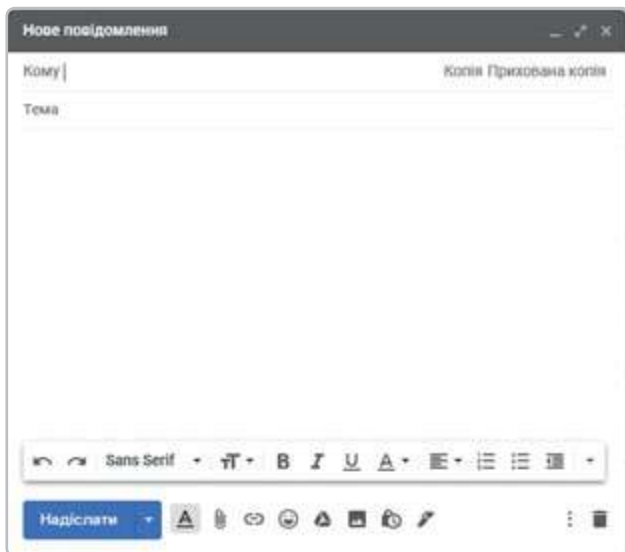 Нове повідомлення
Кому Копія Прихована копія
Тема
Sans Serif
Надіслати